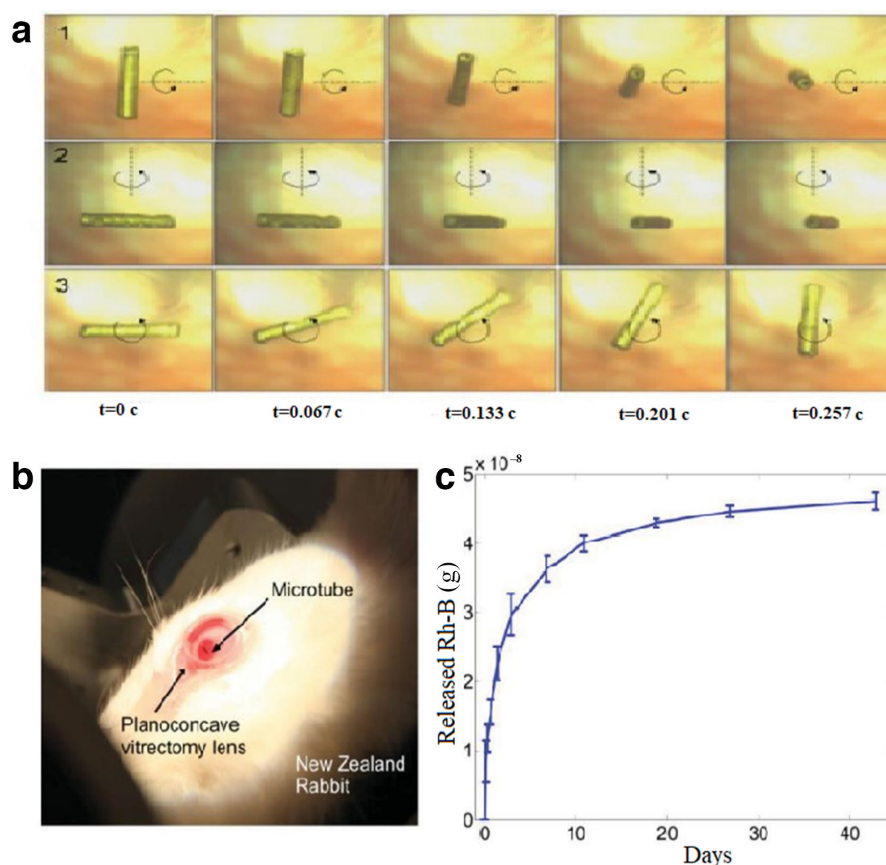 a
1
2
3
t=0 c
t=0.067 c
t=0.133 c
t=0.201 c
t=0.257 c
b
Microtube
Planoconcave
vitrectomy lens
New Zealand
Rabbit
c
5 × 10⁻⁸
4
3
2
1
0
Released Rh-B (g)
0
10
20
30
40
Days